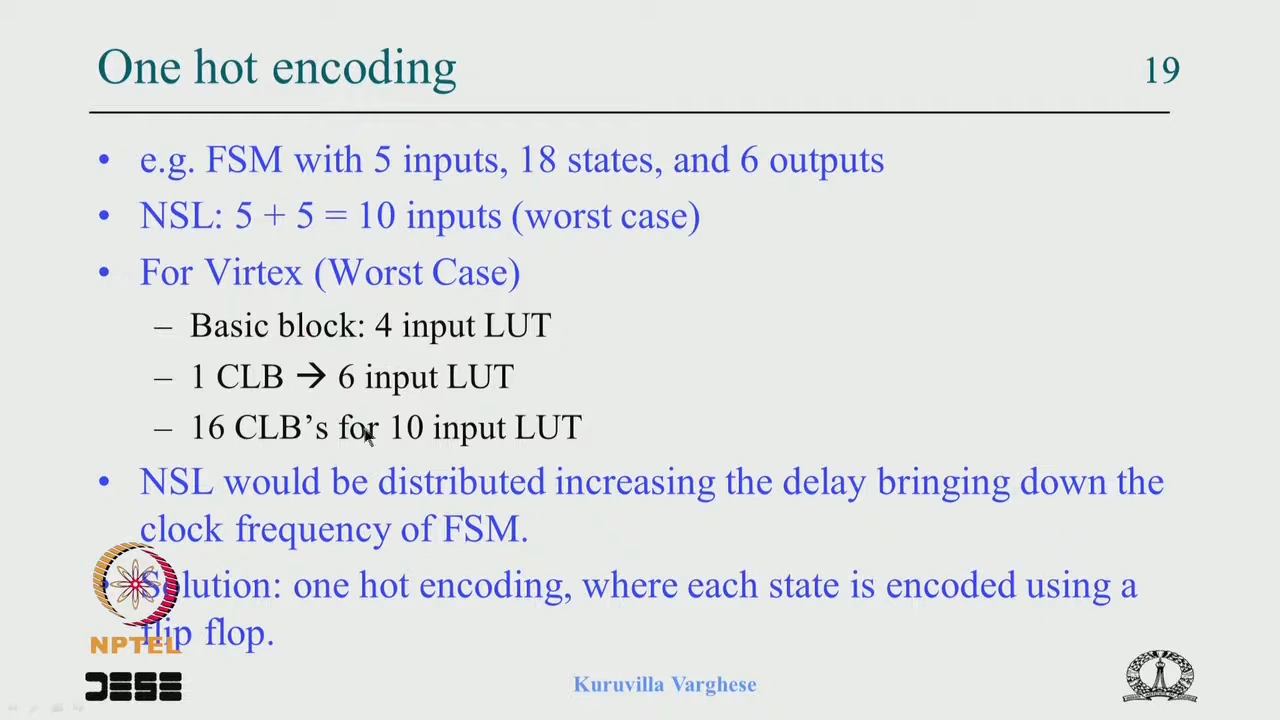 One hot encoding
19
• e.g. FSM with 5 inputs, 18 states, and 6 outputs
• NSL: 5 + 5 = 10 inputs (worst case)
• For Virtex (Worst Case)
– Basic block: 4 input LUT
– 1 CLB → 6 input LUT
– 16 CLB's for 10 input LUT
• NSL would be distributed increasing the delay bringing down the
clock frequency of FSM.
• Solution: one hot encoding, where each state is encoded using a
flip flop.
NPTEL
DESE
Kuruvilla Varghese